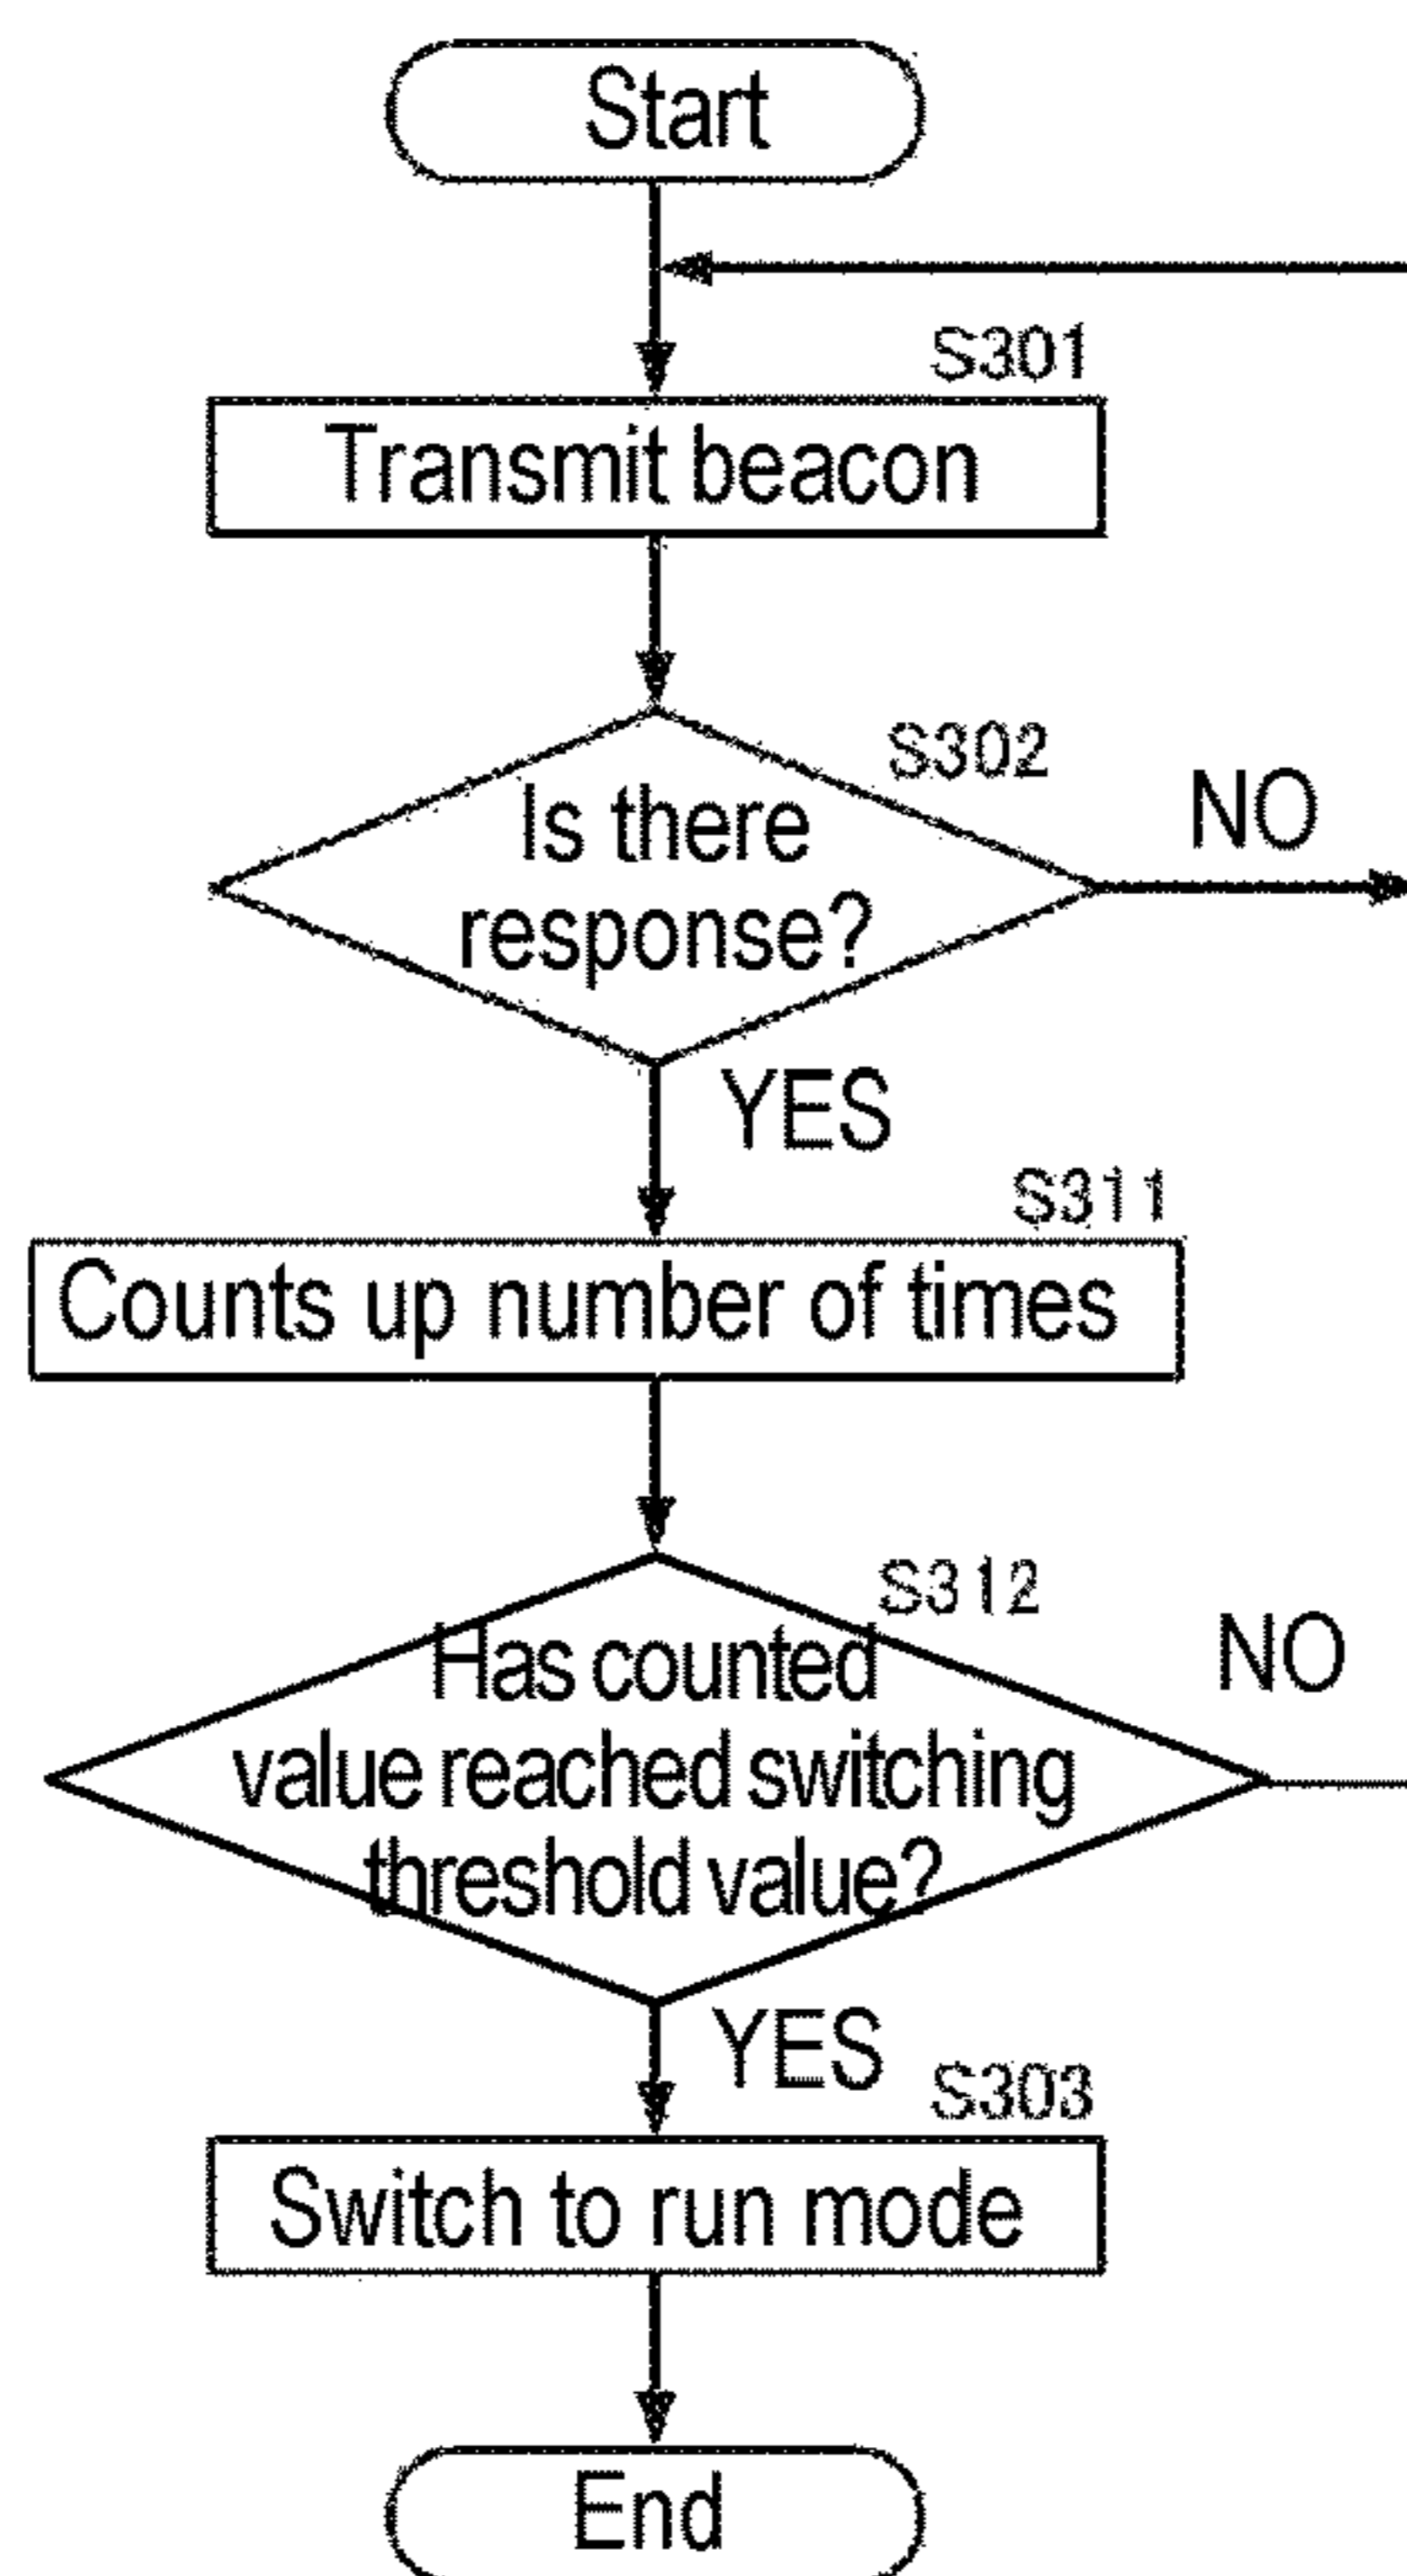 Start
S301
Transmit beacon
S302
Is there
response?
NO
YES
S311
Counts up number of times
S312
Has counted
value reached switching
threshold value?
NO
YES
S303
Switch to run mode
End